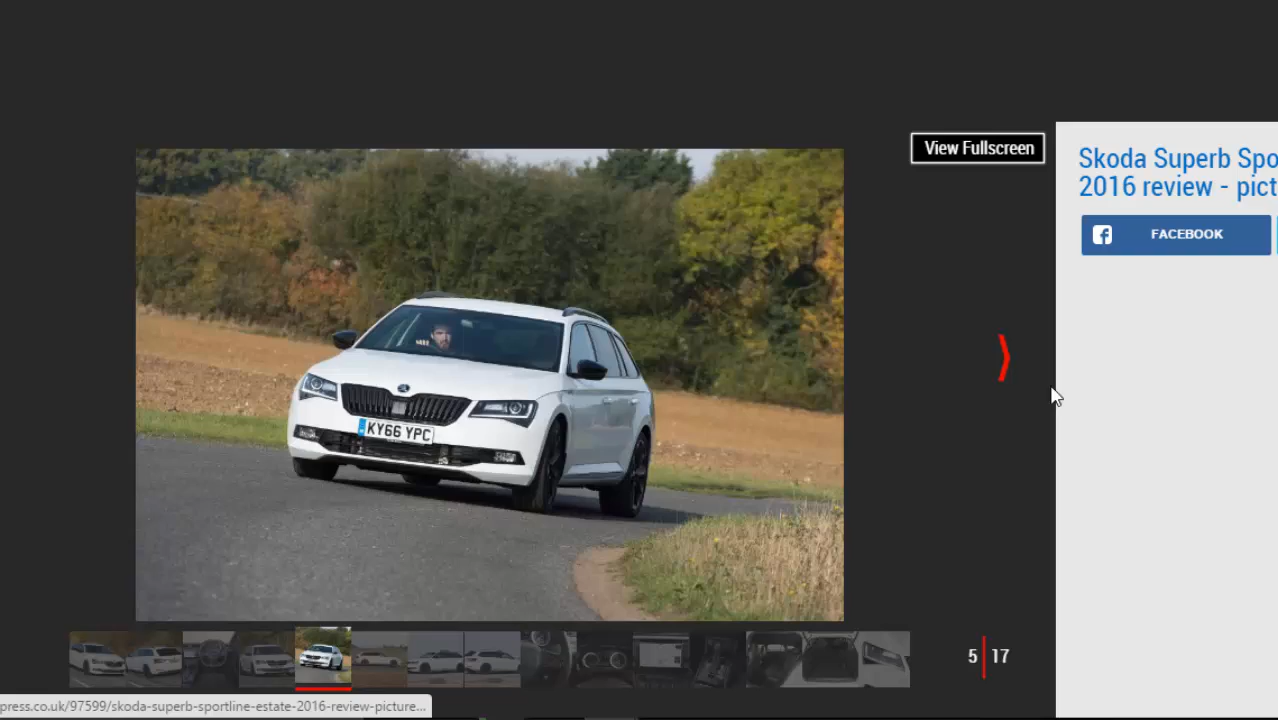 View Fullscreen
Skoda Superb Spo
2016 review - pict
FACEBOOK
KY66 YPC
5 17
press.co.uk/97599/skoda-superb-sportline-estate-2016-review-picture...